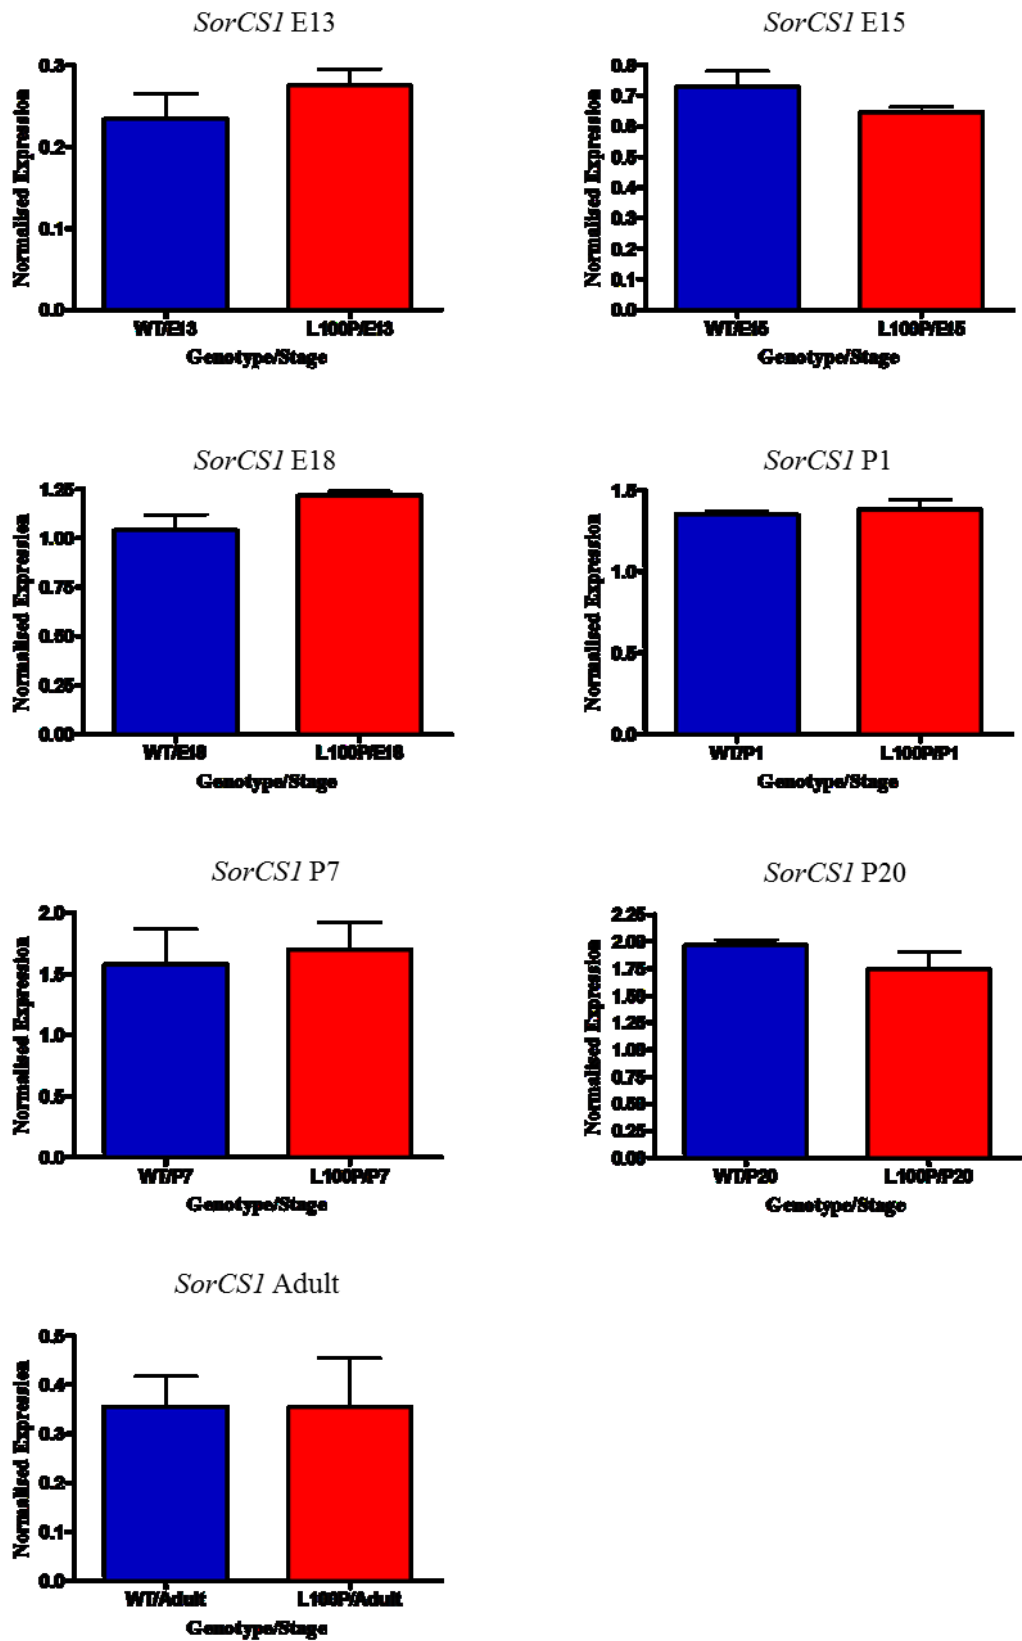 SorCS1 E13
0.3
0.2
0.1
0.0
Normalised Expression
WT/E13 L100P/E13
Genotype/Stage
SorCS1 E15
0.8
0.7
0.6
0.5
0.4
0.3
0.2
0.1
0.0
Normalised Expression
WT/E15 L100P/E15
Genotype/Stage
SorCS1 E18
1.25
1.00
0.75
0.50
0.25
0.00
Normalised Expression
WT/E18 L100P/E18
Genotype/Stage
SorCS1 P1
1.5
1.0
0.5
0.0
Normalised Expression
WT/P1 L100P/P1
Genotype/Stage
SorCS1 P7
2.0
1.5
1.0
0.5
0.0
Normalised Expression
WT/P7 L100P/P7
Genotype/Stage
SorCS1 P20
2.25
2.00
1.75
1.50
1.25
1.00
0.75
0.50
0.25
0.00
Normalised Expression
WT/P20 L100P/P20
Genotype/Stage
SorCS1 Adult
0.5
0.4
0.3
0.2
0.1
0.0
Normalised Expression
WT/Adult L100P/Adult
Genotype/Stage